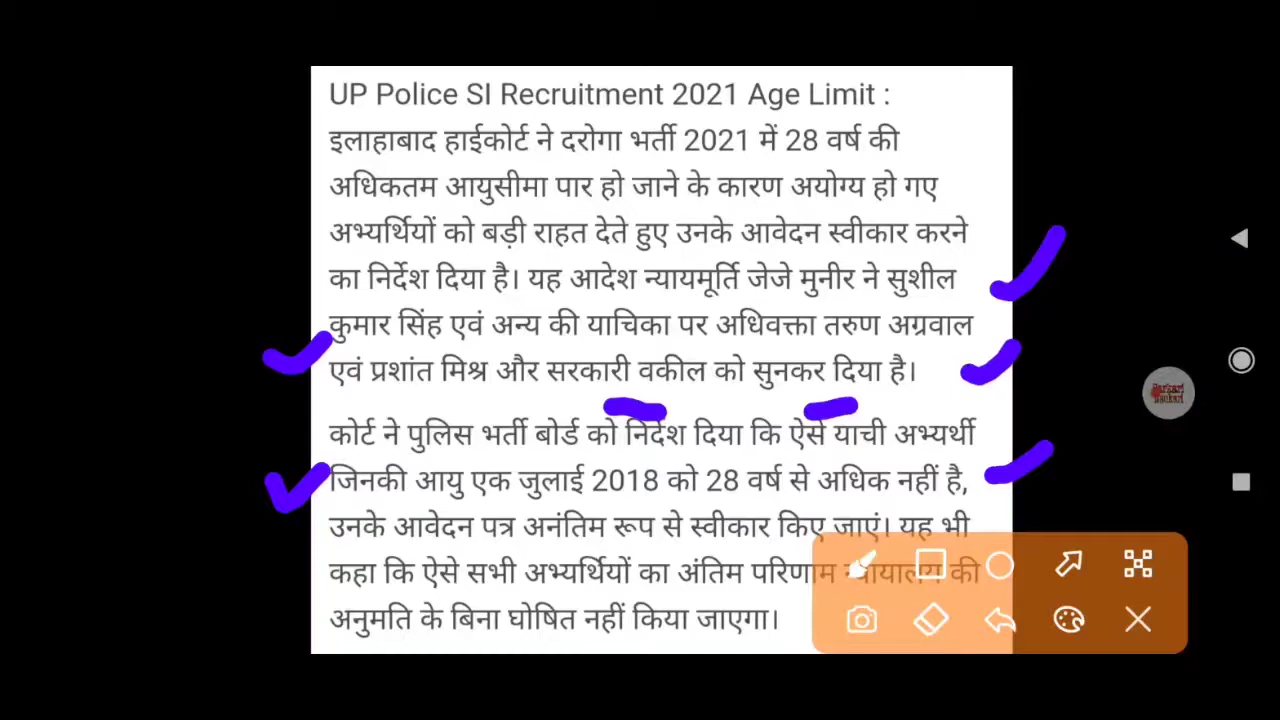 UP Police SI Recruitment 2021 Age Limit :
इलाहाबाद हाईकोर्ट ने दरोगा भर्ती 2021 में 28 वर्ष की
अधिकतम आयुसीमा पार हो जाने के कारण अयोग्य हो गए
अभ्यर्थियों को बड़ी राहत देते हुए उनके आवेदन स्वीकार करने
का निर्देश दिया है। यह आदेश न्यायमूर्ति जेजे मुनीर ने सुशील
कुमार सिंह एवं अन्य की याचिका पर अधिवक्ता तरुण अग्रवाल
एवं प्रशांत मिश्र और सरकारी वकील को सुनकर दिया है।
कोर्ट ने पुलिस भर्ती बोर्ड को निर्देश दिया कि ऐसे याची अभ्यर्थी
जिनकी आयु एक जुलाई 2018 को 28 वर्ष से अधिक नहीं है,
उनके आवेदन पत्र अनंतिम रूप से स्वीकार किए जाएं। यह भी
कहा कि ऐसे सभी अभ्यर्थियों का अंतिम परिणाम न्यायालय की
अनुमति के बिना घोषित नहीं किया जाएगा।
Sarkari
Naukari